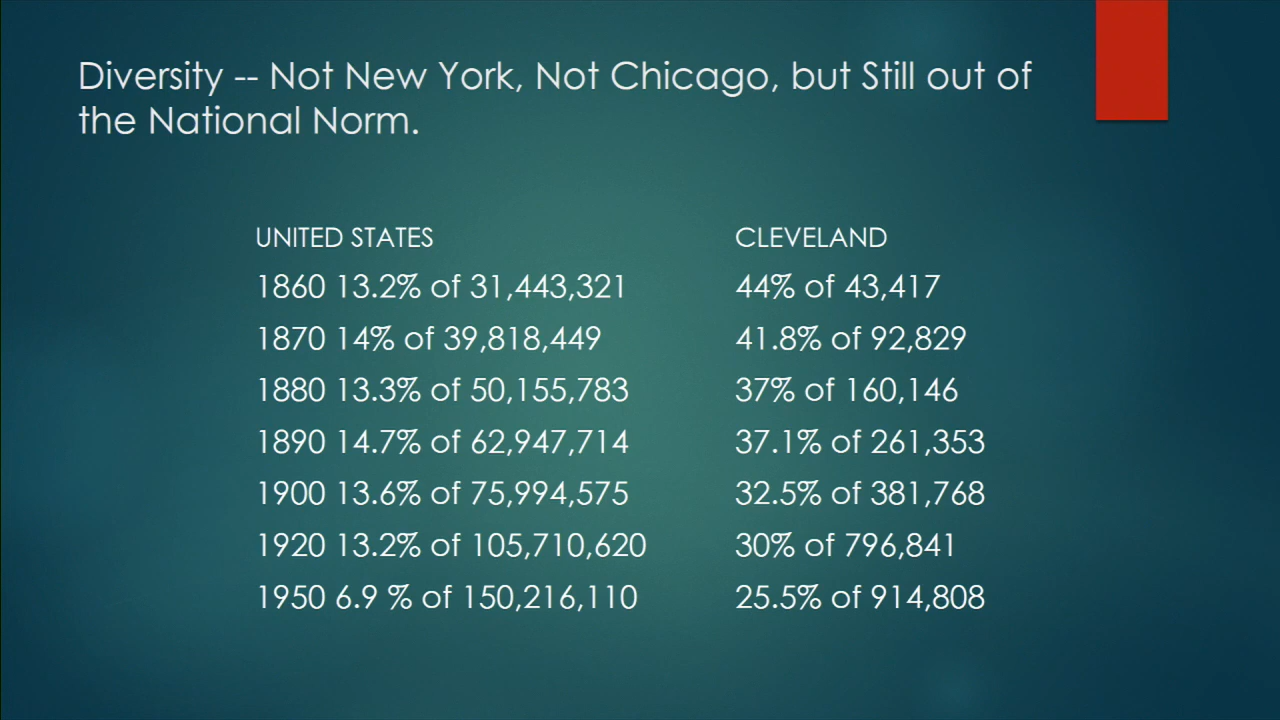 Diversity -- Not New York, Not Chicago, but Still out of
the National Norm.
UNITED STATES
1860 13.2% of 31,443,321
1870 14% of 39,818,449
1880 13.3% of 50,155,783
1890 14.7% of 62,947,714
1900 13.6% of 75,994,575
1920 13.2% of 105,710,620
1950 6.9 % of 150,216,110
CLEVELAND
44% of 43,417
41.8% of 92,829
37% of 160,146
37.1% of 261,353
32.5% of 381,768
30% of 796,841
25.5% of 914,808